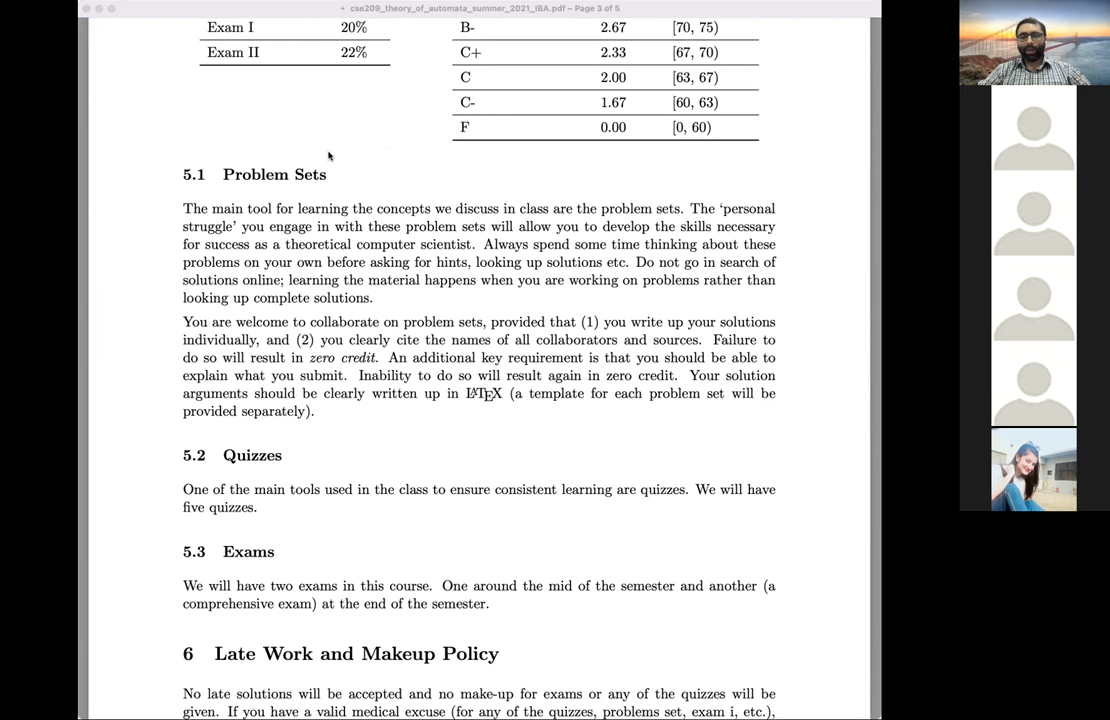 cse209_theory_of_automata_summer_2021_IBA.pdf – Page 3 of 5
Exam I 20%
Exam II 22%
B- 2.67 [70, 75)
C+ 2.33 [67, 70)
C 2.00 [63, 67)
C- 1.67 [60, 63)
F 0.00 [0, 60)
5.1 Problem Sets
The main tool for learning the concepts we discuss in class are the problem sets. The ‘personal
struggle’ you engage in with these problem sets will allow you to develop the skills necessary
for success as a theoretical computer scientist. Always spend some time thinking about these
problems on your own before asking for hints, looking up solutions etc. Do not go in search of
solutions online; learning the material happens when you are working on problems rather than
looking up complete solutions.
You are welcome to collaborate on problem sets, provided that (1) you write up your solutions
individually, and (2) you clearly cite the names of all collaborators and sources. Failure to
do so will result in zero credit. An additional key requirement is that you should be able to
explain what you submit. Inability to do so will result again in zero credit. Your solution
arguments should be clearly written up in LATEX (a template for each problem set will be
provided separately).
5.2 Quizzes
One of the main tools used in the class to ensure consistent learning are quizzes. We will have
five quizzes.
5.3 Exams
We will have two exams in this course. One around the mid of the semester and another (a
comprehensive exam) at the end of the semester.
6 Late Work and Makeup Policy
No late solutions will be accepted and no make-up for exams or any of the quizzes will be
given. If you have a valid medical excuse (for any of the quizzes, problems set, exam i, etc.),